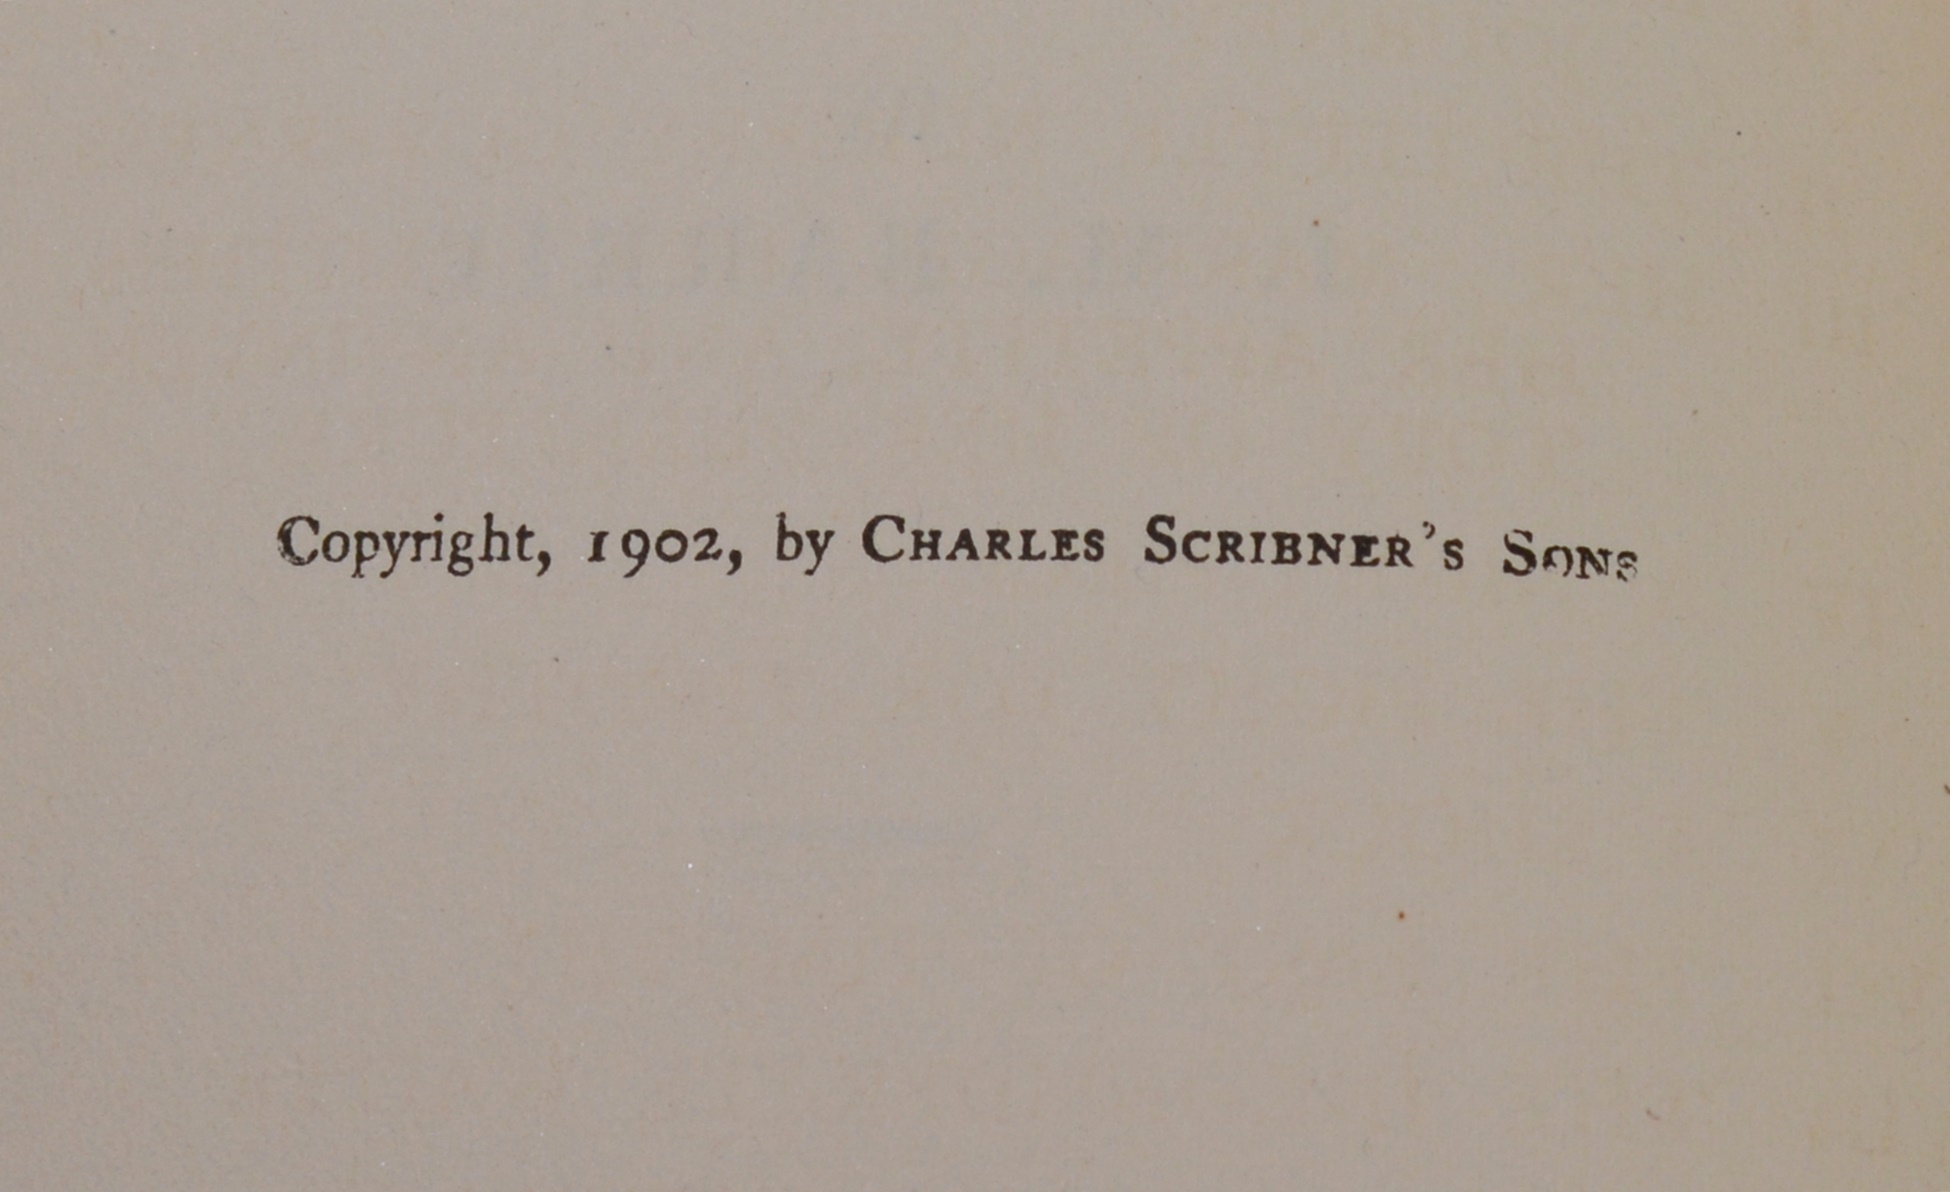 Copyright, 1902, by CHARLES SCRIBNER'S SONS